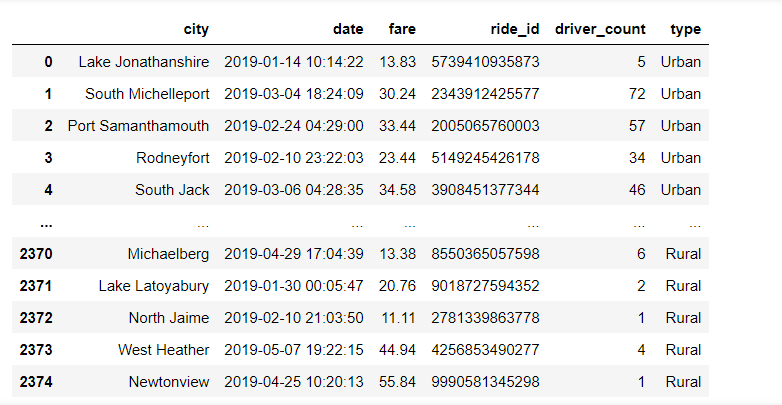 city date fare ride_id driver_count type
0 Lake Jonathanshire 2019-01-14 10:14:22 13.83 5739410935873 5 Urban
1 South Michelleport 2019-03-04 18:24:09 30.24 2343912425577 72 Urban
2 Port Samanthamouth 2019-02-24 04:29:00 33.44 2005065760003 57 Urban
3 Rodneyfort 2019-02-10 23:22:03 23.44 5149245426178 34 Urban
4 South Jack 2019-03-06 04:28:35 34.58 3908451377344 46 Urban
... ... ... ... ... ... ...
2370 Michaelberg 2019-04-29 17:04:39 13.38 8550365057598 6 Rural
2371 Lake Latoyabury 2019-01-30 00:05:47 20.76 9018727594352 2 Rural
2372 North Jaime 2019-02-10 21:03:50 11.11 2781339863778 1 Rural
2373 West Heather 2019-05-07 19:22:15 44.94 4256853490277 4 Rural
2374 Newtonview 2019-04-25 10:20:13 55.84 9990581345298 1 Rural